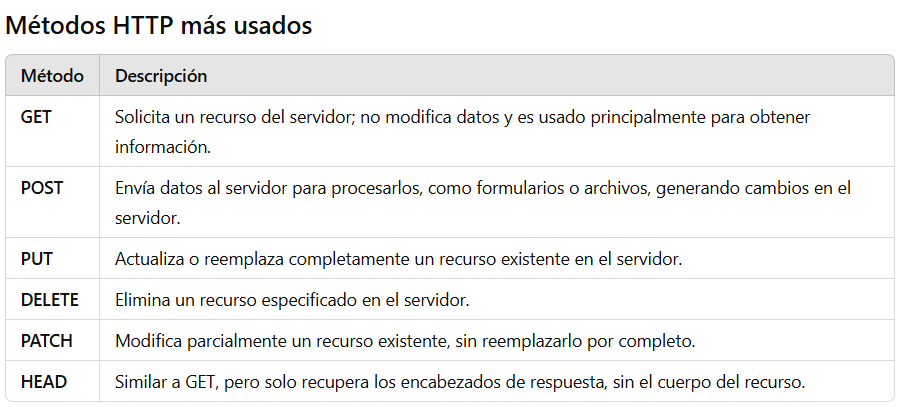 Métodos HTTP más usados
Método Descripción
GET Solicita un recurso del servidor; no modifica datos y es usado principalmente para obtener
información.
POST Envía datos al servidor para procesarlos, como formularios o archivos, generando cambios en el
servidor.
PUT Actualiza o reemplaza completamente un recurso existente en el servidor.
DELETE Elimina un recurso especificado en el servidor.
PATCH Modifica parcialmente un recurso existente, sin reemplazarlo por completo.
HEAD Similar a GET, pero solo recupera los encabezados de respuesta, sin el cuerpo del recurso.